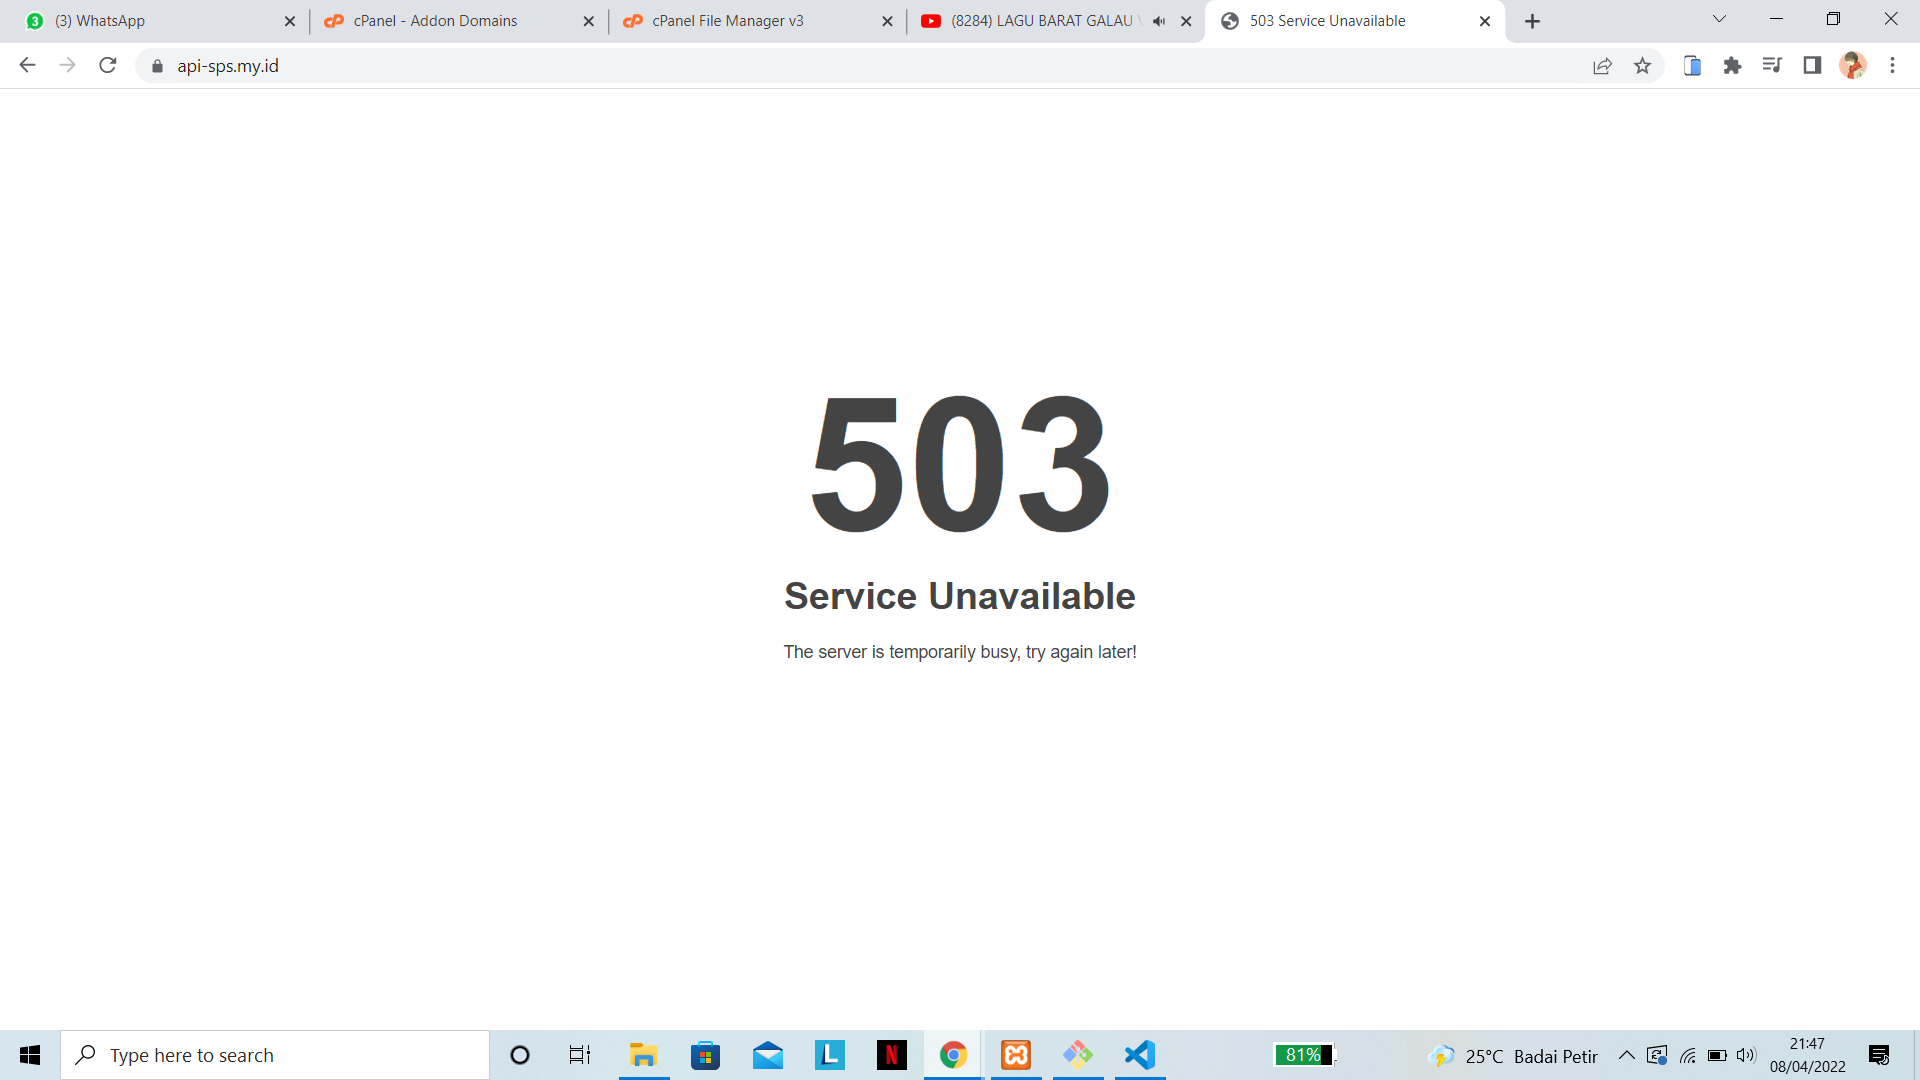 3 (3) WhatsApp
cPanel - Addon Domains
cPanel File Manager v3
(8284) LAGU BARAT GALAU
503 Service Unavailable
api-sps.my.id
503
Service Unavailable
The server is temporarily busy, try again later!
Type here to search
L
N
81%
25°C Badai Petir
21:47
08/04/2022
3